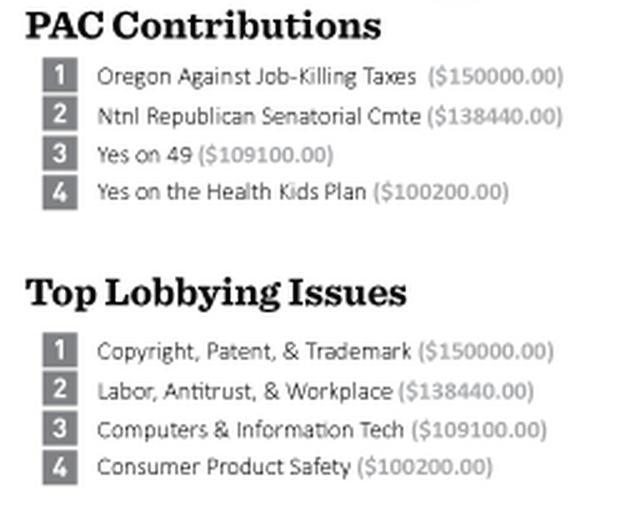 PAC Contributions
1 Oregon Against Job-Killing Taxes ($150000.00)
2 Ntnl Republican Senatorial Cmte ($138440.00)
3 Yes on 49 ($109100.00)
4 Yes on the Health Kids Plan ($100200.00)
Top Lobbying Issues
1 Copyright, Patent, & Trademark ($150000.00)
2 Labor, Antitrust, & Workplace ($138440.00)
3 Computers & Information Tech ($109100.00)
4 Consumer Product Safety ($100200.00)